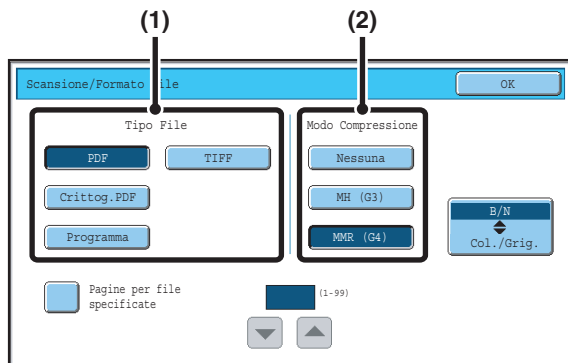 (1) (2)
Scansione/Formato File OK
Tipo File Modo Compressione
PDF TIFF Nessuna
Crittog.PDF MH (G3)
B/N
Programma MMR (G4) Col./Grig.
Pagine per file (1-99)
specificate